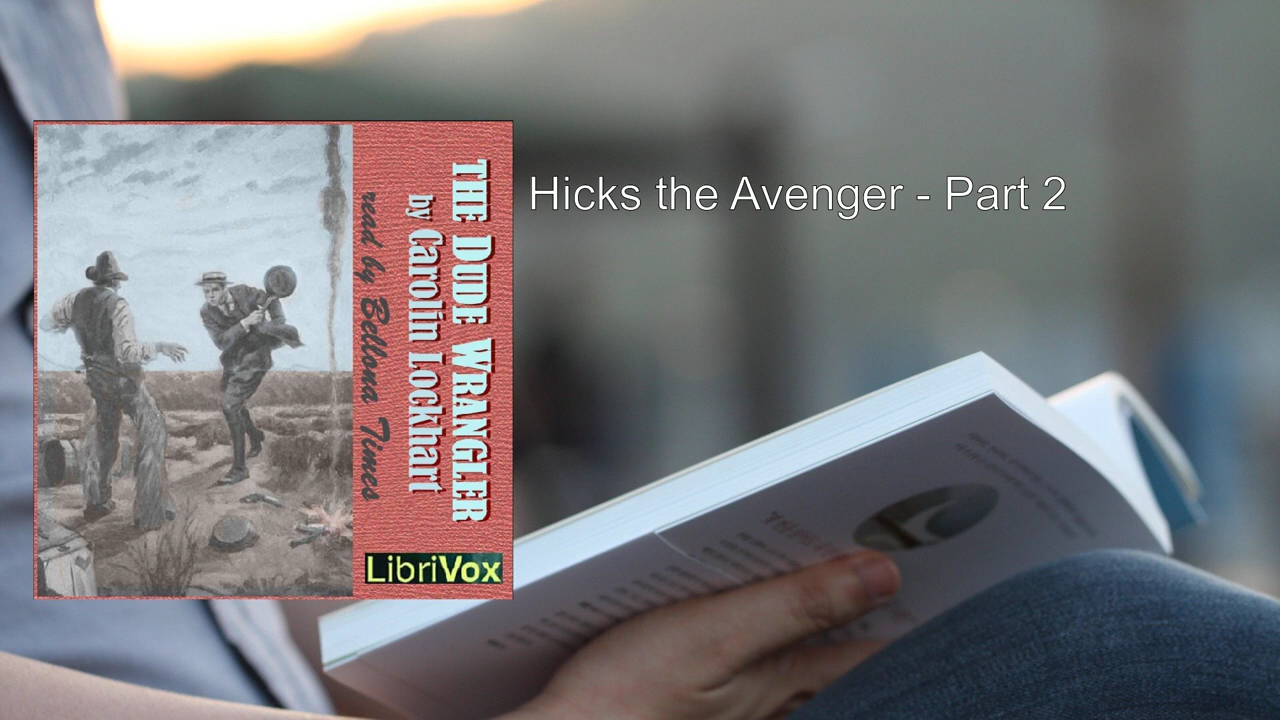 THE DUDE WRANGLER
by Carolin Lockhart
read by Bellona Times
LibriVox
Hicks the Avenger - Part 2